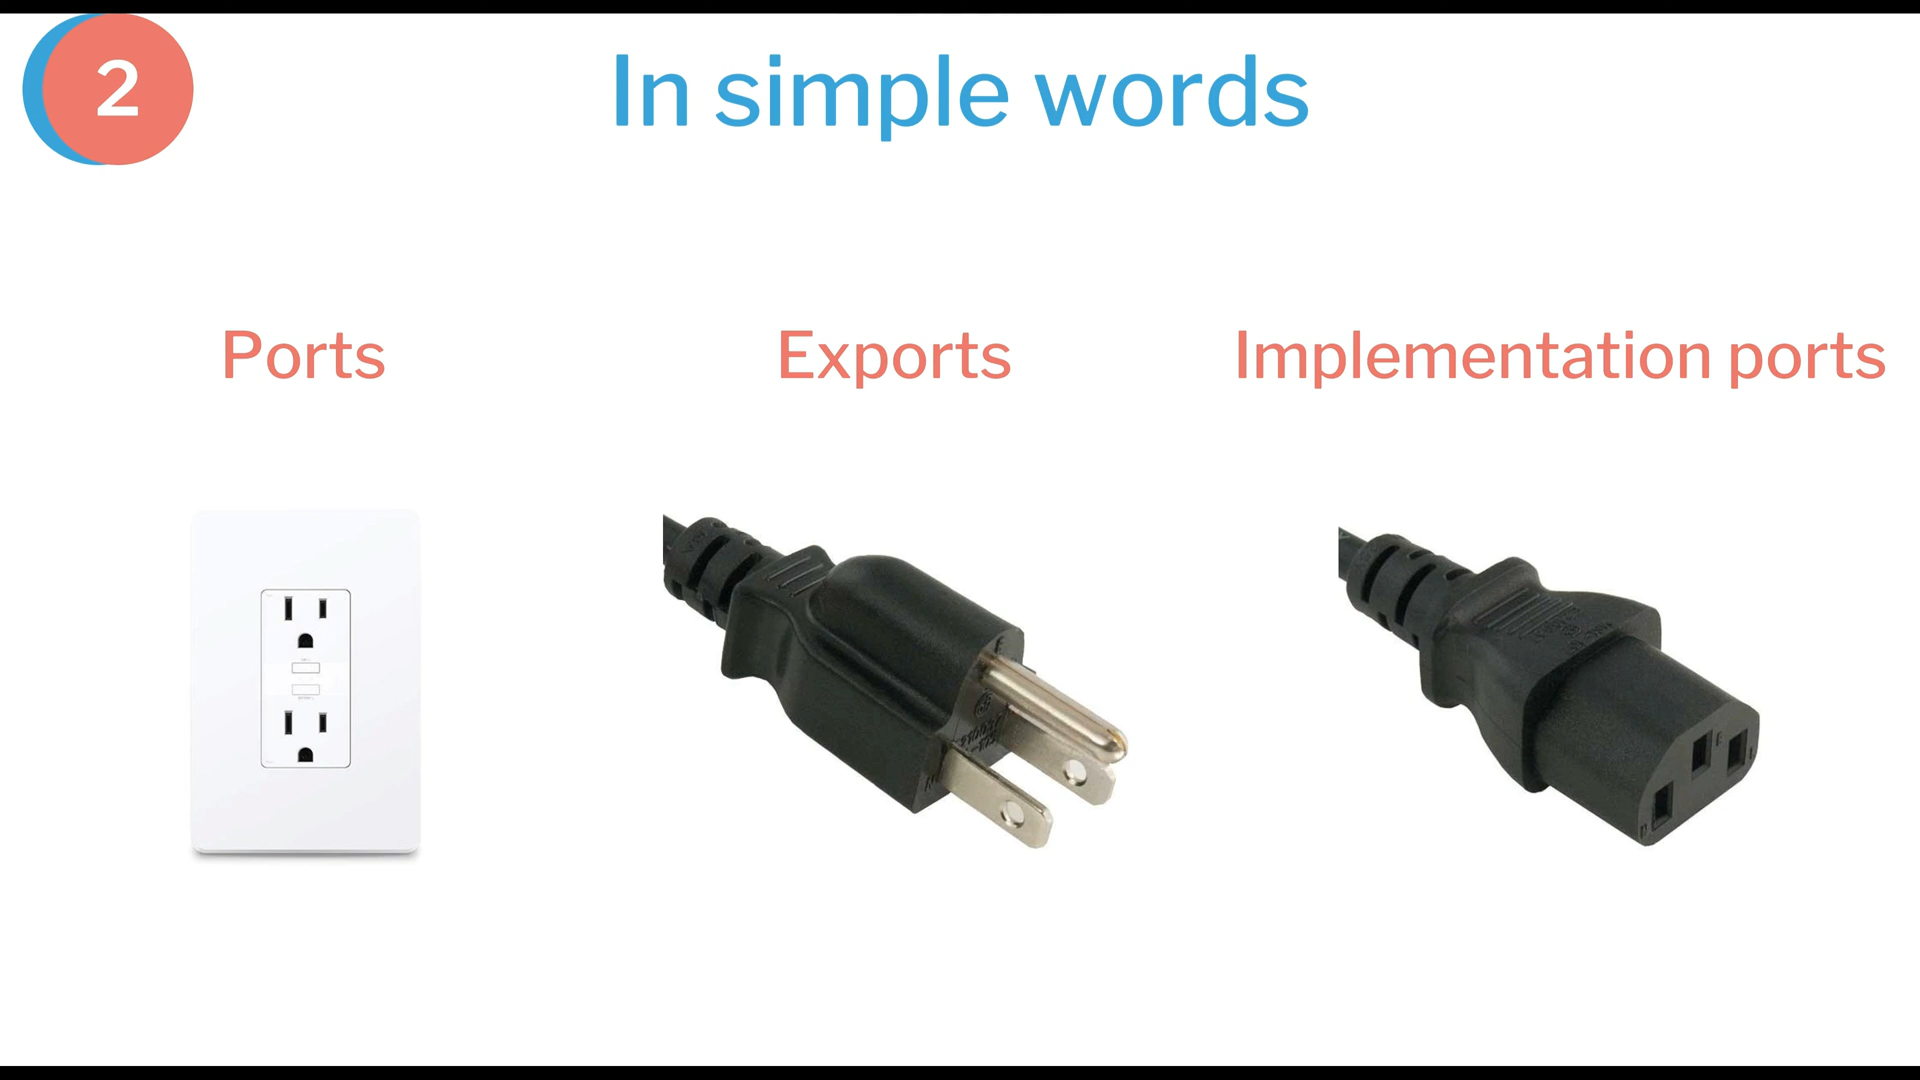 2
In simple words
Ports
Exports
Implementation ports